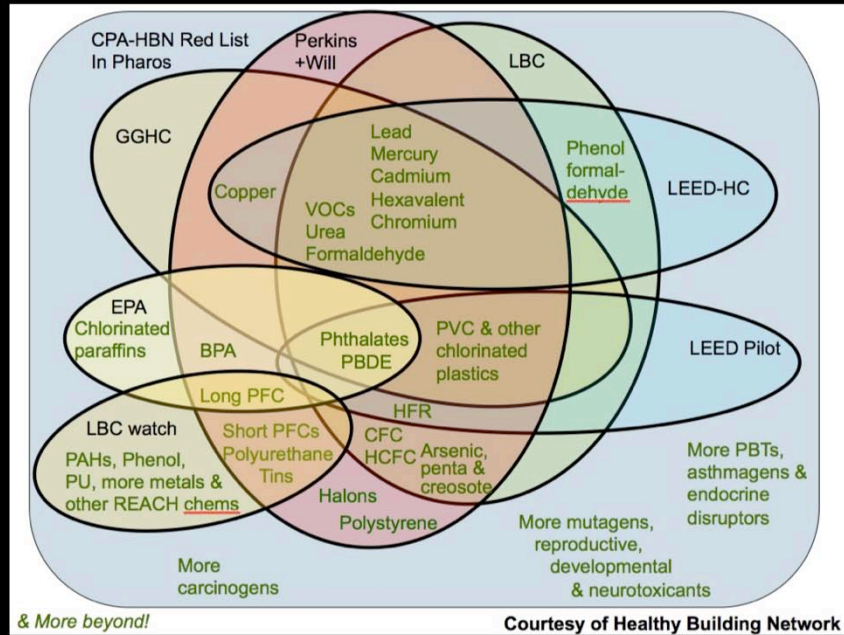 CPA-HBN Red List
In Pharos
Perkins
+Will
LBC
GGHC
Lead
Mercury
Cadmium
Hexavalent
Chromium
Phenol
formal-
dehvde
LEED-HC
Copper
VOCs
Urea
Formaldehyde
EPA
Chlorinated
paraffins
BPA
Phthalates
PBDE
PVC & other
chlorinated
plastics
LEED Pilot
Long PFC
HFR
LBC watch
PAHs, Phenol,
PU, more metals &
other REACH chems
Short PFCs
Polyurethane
Tins
CFC
HCFC
Arsenic,
penta &
creosote
Halons
Polystyrene
More PBTs,
asthmagens &
endocrine
disruptors
More mutagens,
reproductive,
developmental
& neurotoxicants
More
carcinogens
& More beyond!
Courtesy of Healthy Building Network